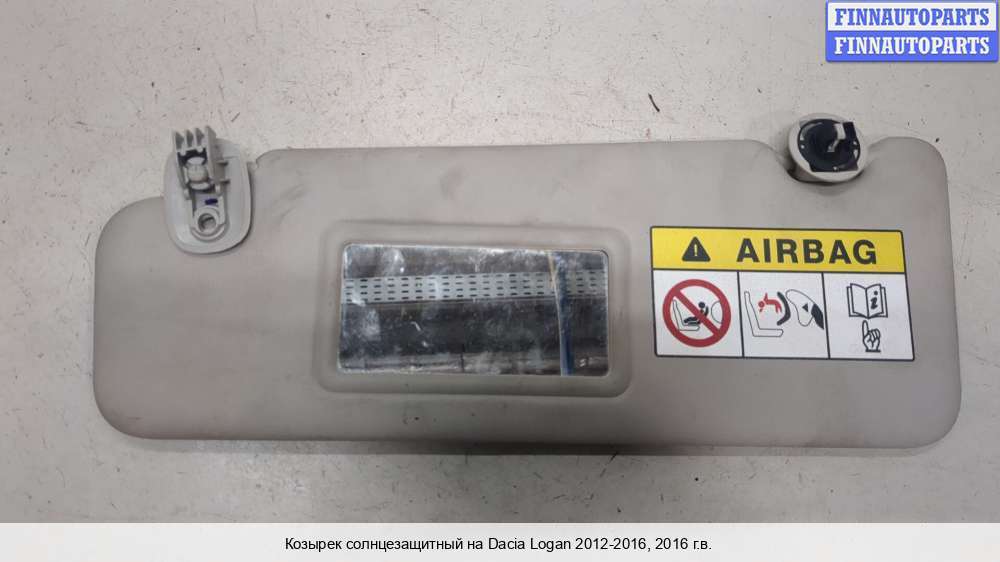 FINNAUTOPARTS
FINNAUTOPARTS
AIRBAG
Козырек солнцезащитный на Dacia Logan 2012-2016, 2016 г.в.